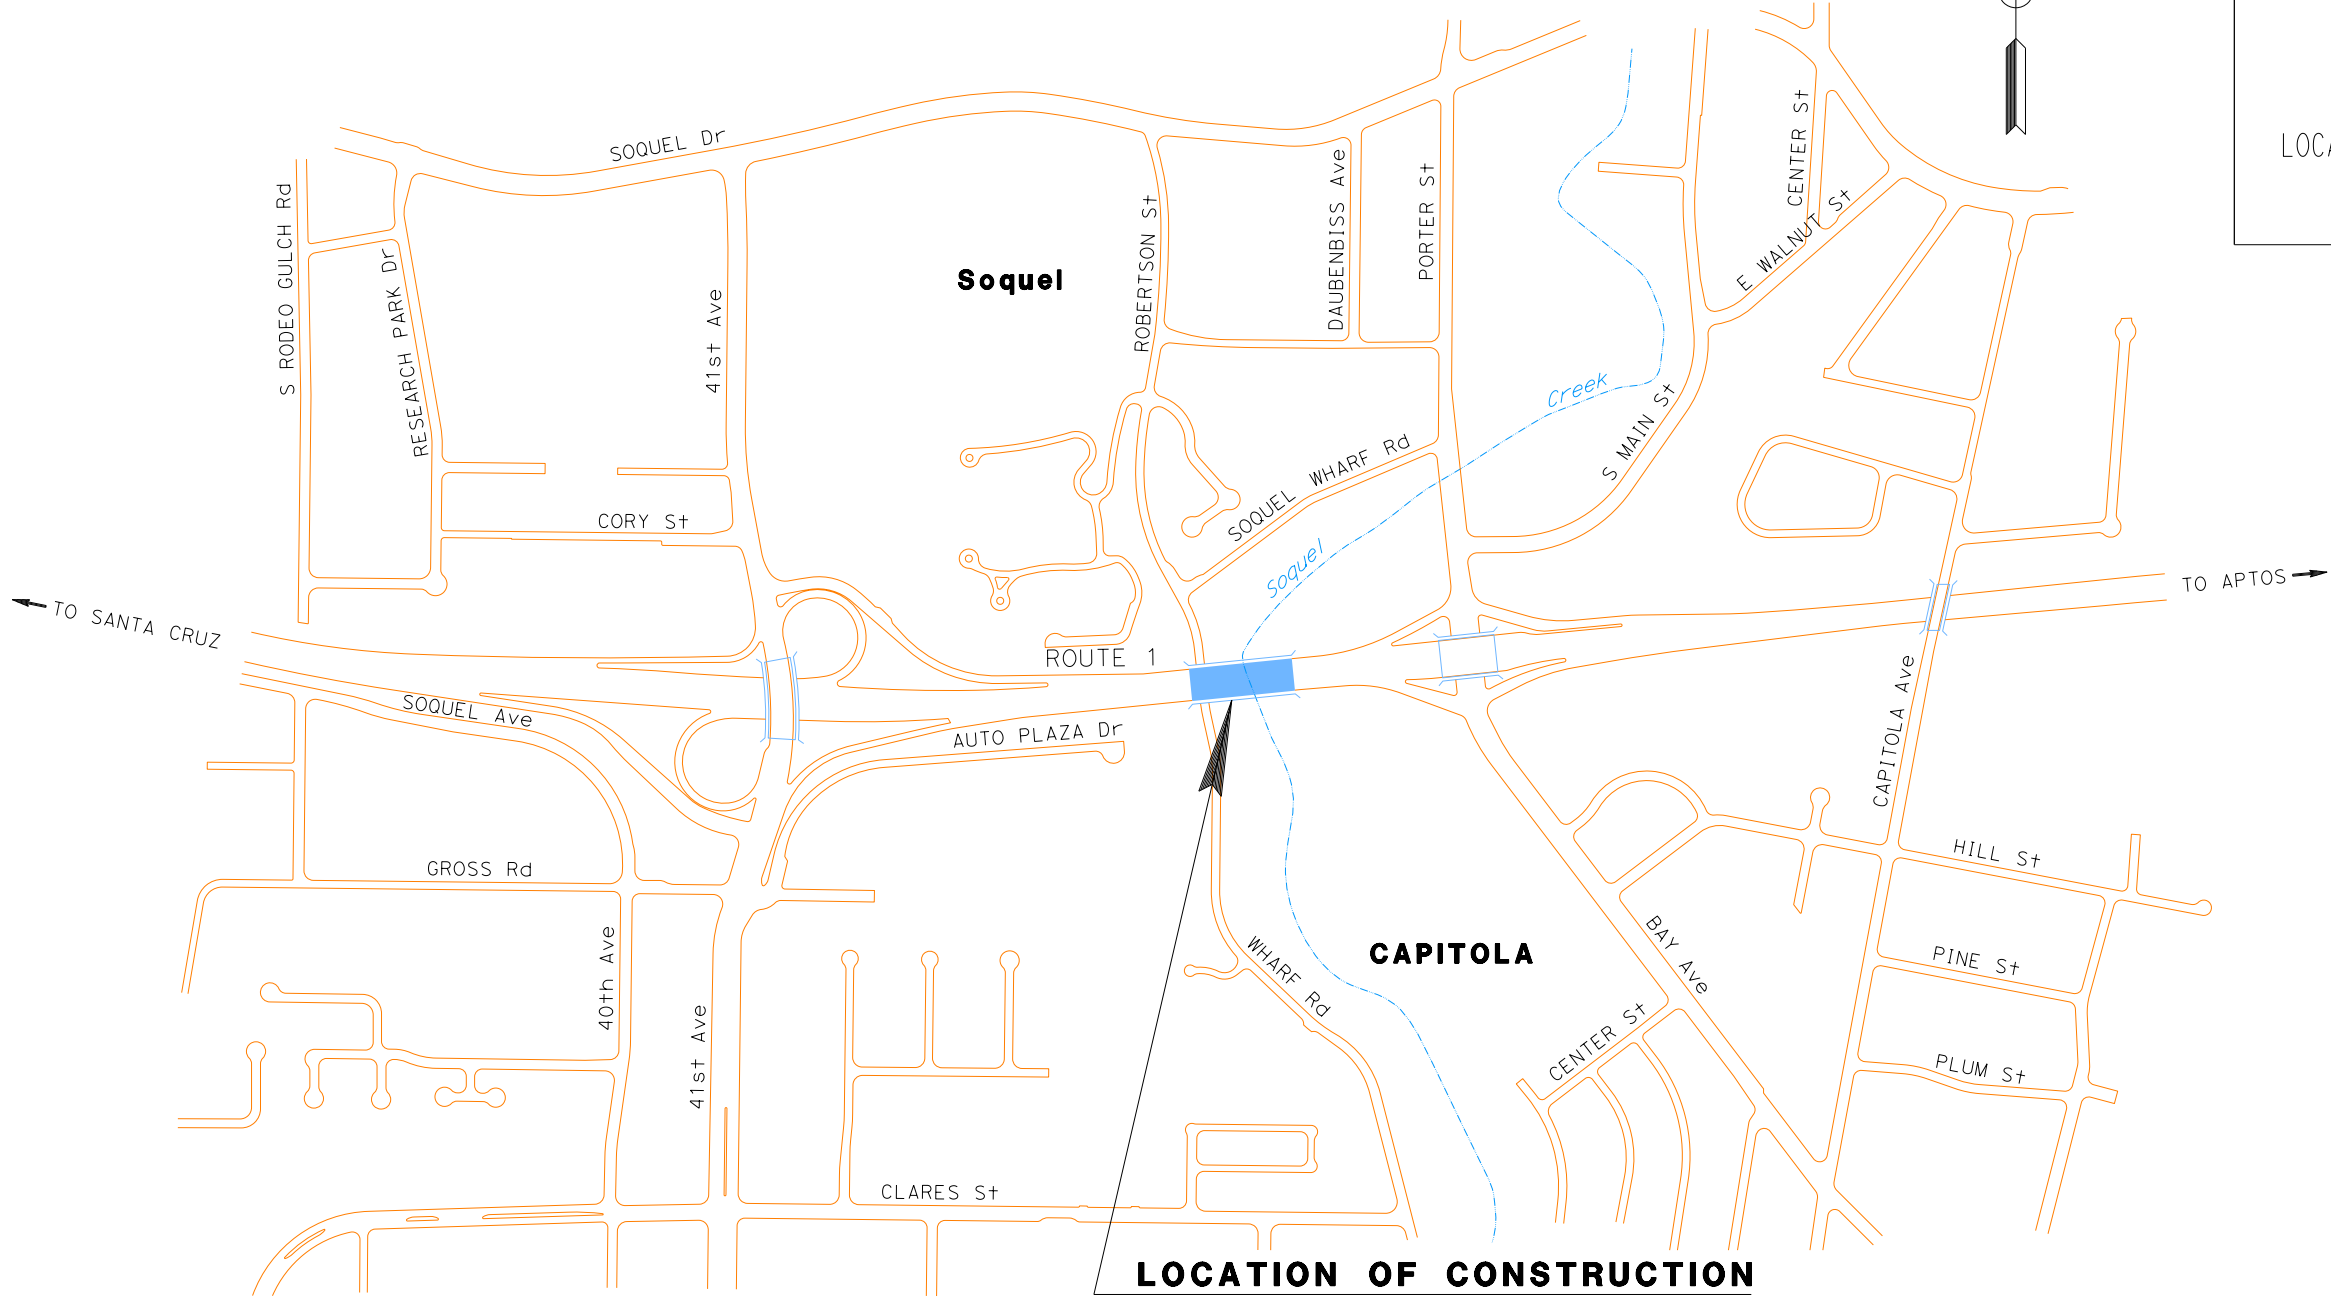 SOQUEL Dr
CENTER St
LOCA
S RODEO GULCH Rd
RESEARCH PARK Dr
41st Ave
Soquel
ROBERTSON St
DAUBENBISS Ave
PORTER St
E WALNUT St
Creek
S MAIN St
SOQUEL WHARF Rd
CORY St
Soquel
TO SANTA CRUZ
TO APTOS
ROUTE 1
SOQUEL Ave
AUTO PLAZA Dr
CAPITOLA Ave
GROSS Rd
HILL St
40th Ave
WHARF Rd
CAPITOLA
BAY Ave
PINE St
41st Ave
CENTER St
PLUM St
CLARES St
LOCATION OF CONSTRUCTION